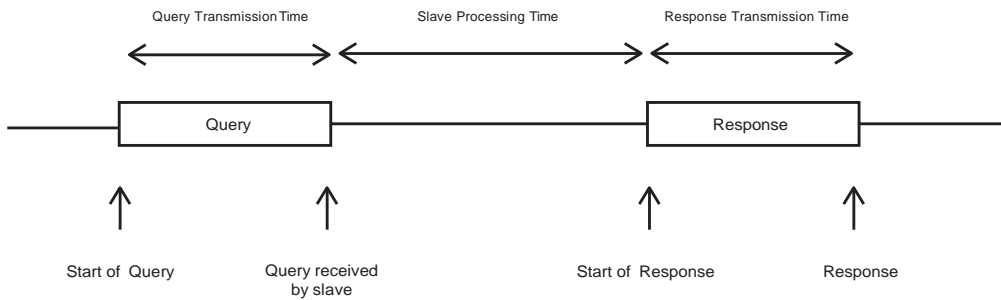 Query Transmission Time
Slave Processing Time
Response Transmission Time
Query
Response
Start of Query
Query received
by slave
Start of Response
Response